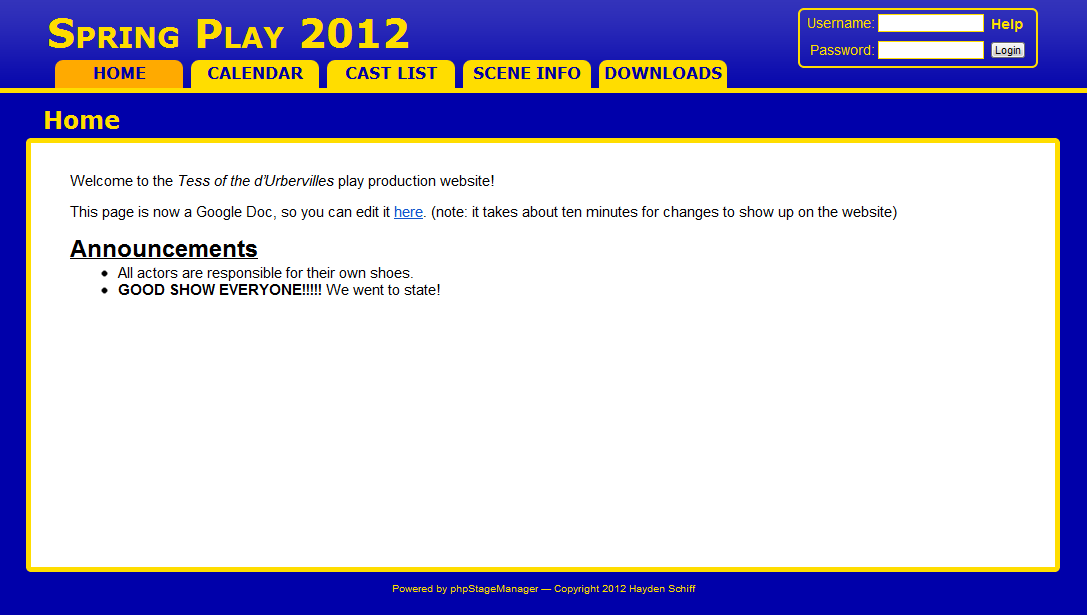 Spring Play 2012
Username: Help
Password: Login
HOME CALENDAR CAST LIST SCENE INFO DOWNLOADS
Home
Welcome to the Tess of the d'Urbervilles play production website!
This page is now a Google Doc, so you can edit it here. (note: it takes about ten minutes for changes to show up on the website)
Announcements
• All actors are responsible for their own shoes.
• GOOD SHOW EVERYONE!!!!! We went to state!
Powered by phpStageManager — Copyright 2012 Hayden Schiff